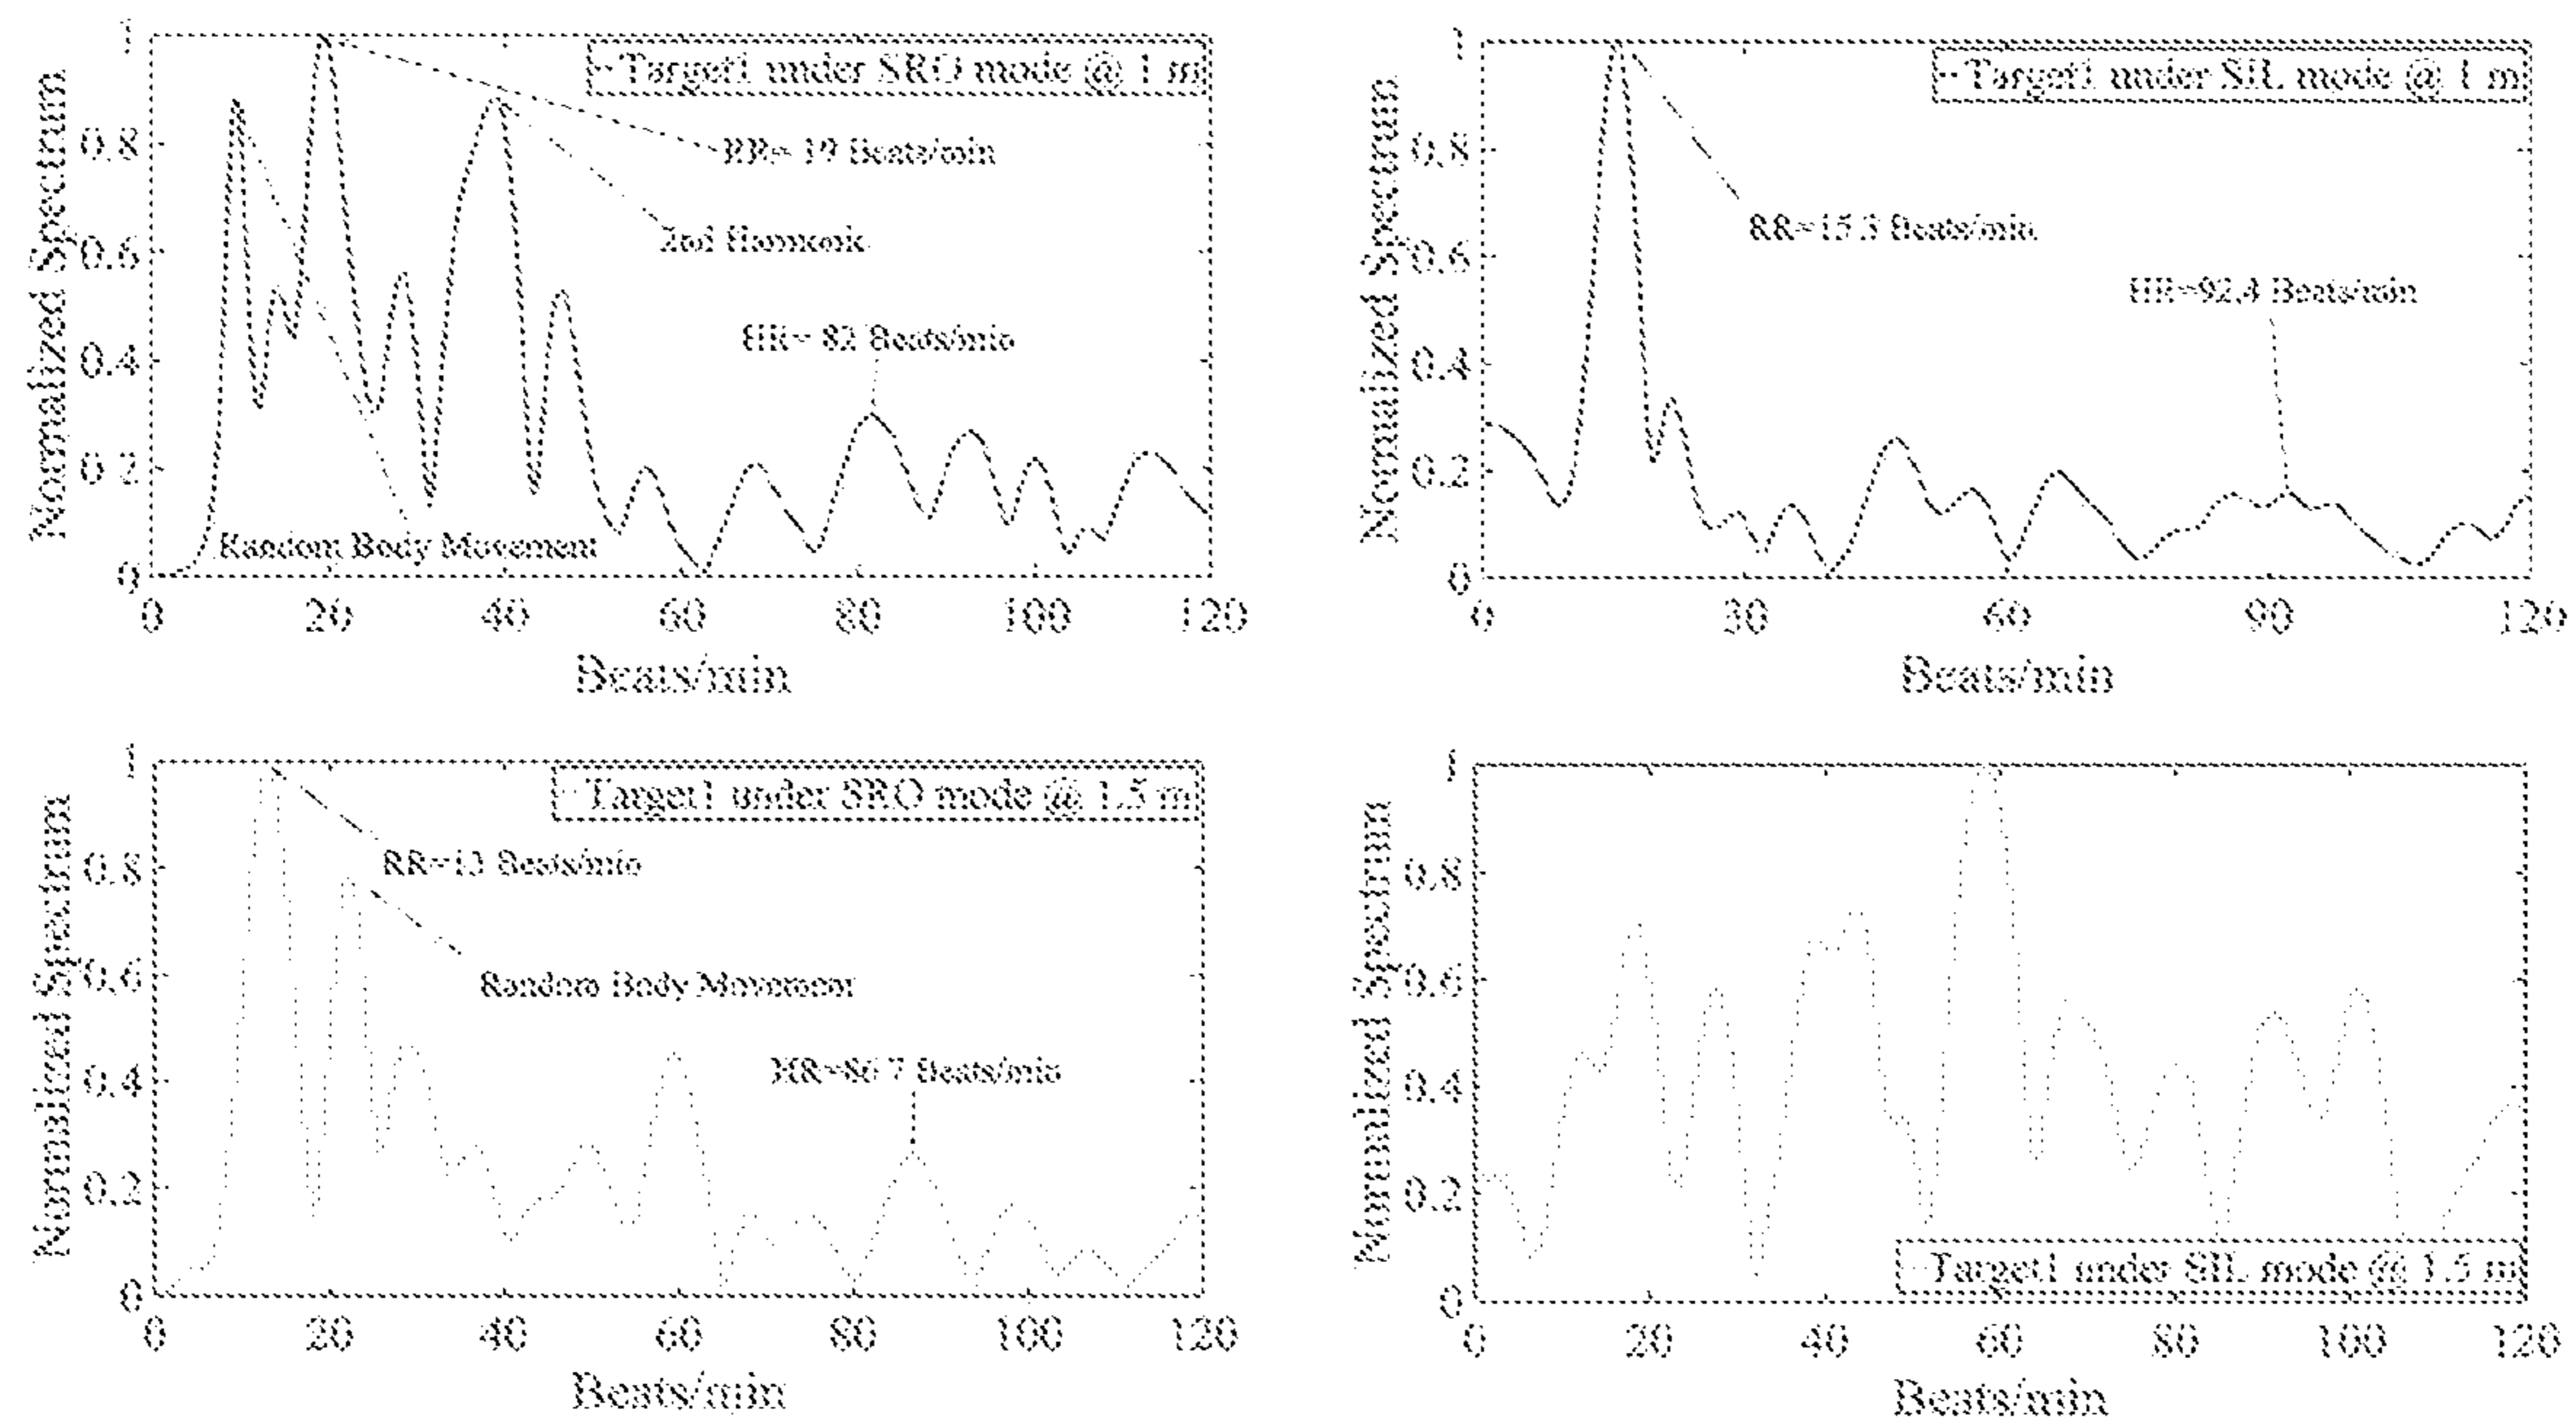 Normalized Spectrum
1
0.8
0.6
0.4
0.2
0
Target1 under SRO mode @ 1 m
RR= 19 Beats/min
2nd Harmonic
HR= 82 Beats/min
Random Body Movement
0 20 40 60 80 100 120
Beats/min
Normalized Spectrum
1
0.8
0.6
0.4
0.2
0
Target1 under SIL mode @ 1 m
RR=15.3 Beats/min
HR=92.4 Beats/min
0 30 60 90 120
Beats/min
Normalized Spectrum
1
0.8
0.6
0.4
0.2
0
Target1 under SRO mode @ 1.5 m
RR=13 Beats/min
Random Body Movement
HR=86.7 Beats/min
0 20 40 60 80 100 120
Beats/min
Normalized Spectrum
1
0.8
0.6
0.4
0.2
0
Target1 under SIL mode @ 1.5 m
0 20 40 60 80 100 120
Beats/min